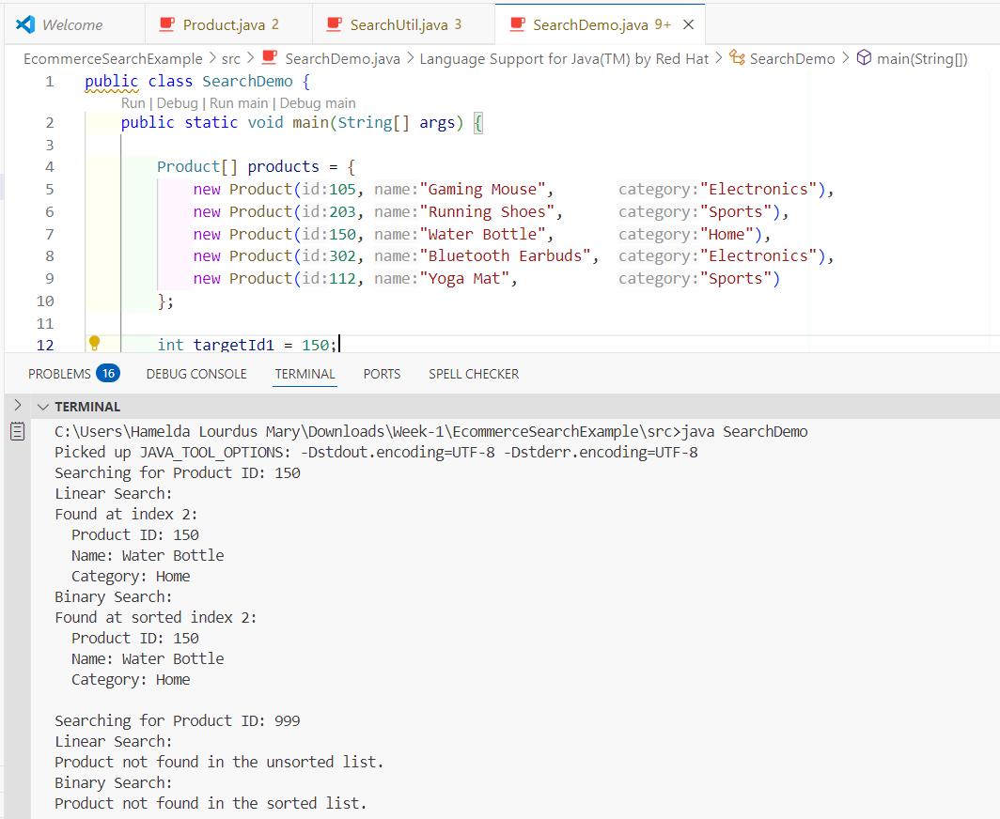 Welcome Product.java 2 SearchUtil.java 3 SearchDemo.java 9+ ×
EcommerceSearchExample > src > SearchDemo.java > Language Support for Java(TM) by Red Hat > SearchDemo > main(String[])
1 public class SearchDemo {
Run | Debug | Run main | Debug main
2 public static void main(String[] args) {
3
4 Product[] products = {
5 new Product(id:105, name:"Gaming Mouse", category:"Electronics"),
6 new Product(id:203, name:"Running Shoes", category:"Sports"),
7 new Product(id:150, name:"Water Bottle", category:"Home"),
8 new Product(id:302, name:"Bluetooth Earbuds", category:"Electronics"),
9 new Product(id:112, name:"Yoga Mat", category:"Sports")
10 };
11
12 int targetId1 = 150;
PROBLEMS 16 DEBUG CONSOLE TERMINAL PORTS SPELL CHECKER
TERMINAL
C:\Users\Hamelda Lourdus Mary\Downloads\Week-1\EcommerceSearchExample\src>java SearchDemo
Picked up JAVA_TOOL_OPTIONS: -Dstdout.encoding=UTF-8 -Dstderr.encoding=UTF-8
Searching for Product ID: 150
Linear Search:
Found at index 2:
Product ID: 150
Name: Water Bottle
Category: Home
Binary Search:
Found at sorted index 2:
Product ID: 150
Name: Water Bottle
Category: Home
Searching for Product ID: 999
Linear Search:
Product not found in the unsorted list.
Binary Search:
Product not found in the sorted list.